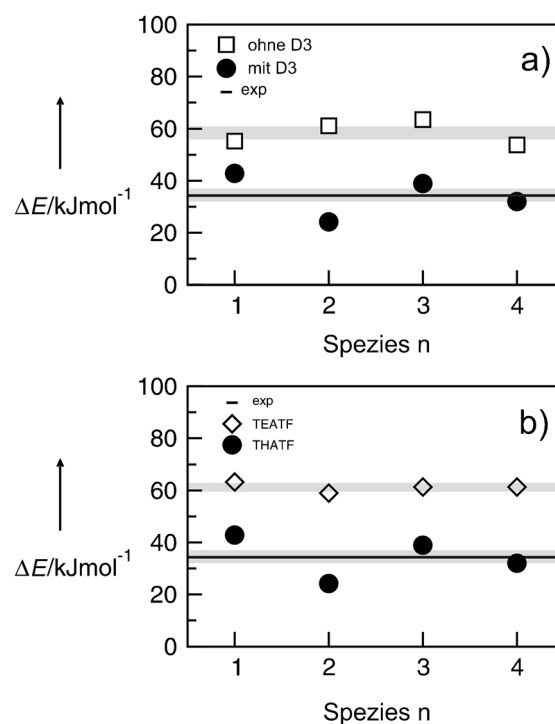 100
ohne D3
a)
mit D3
80
exp
60
40
ΔE/kJmol⁻¹
20
0
1 2 3 4
Spezies n
100
exp
b)
TEATF
80
THATF
60
40
ΔE/kJmol⁻¹
20
0
1 2 3 4
Spezies n